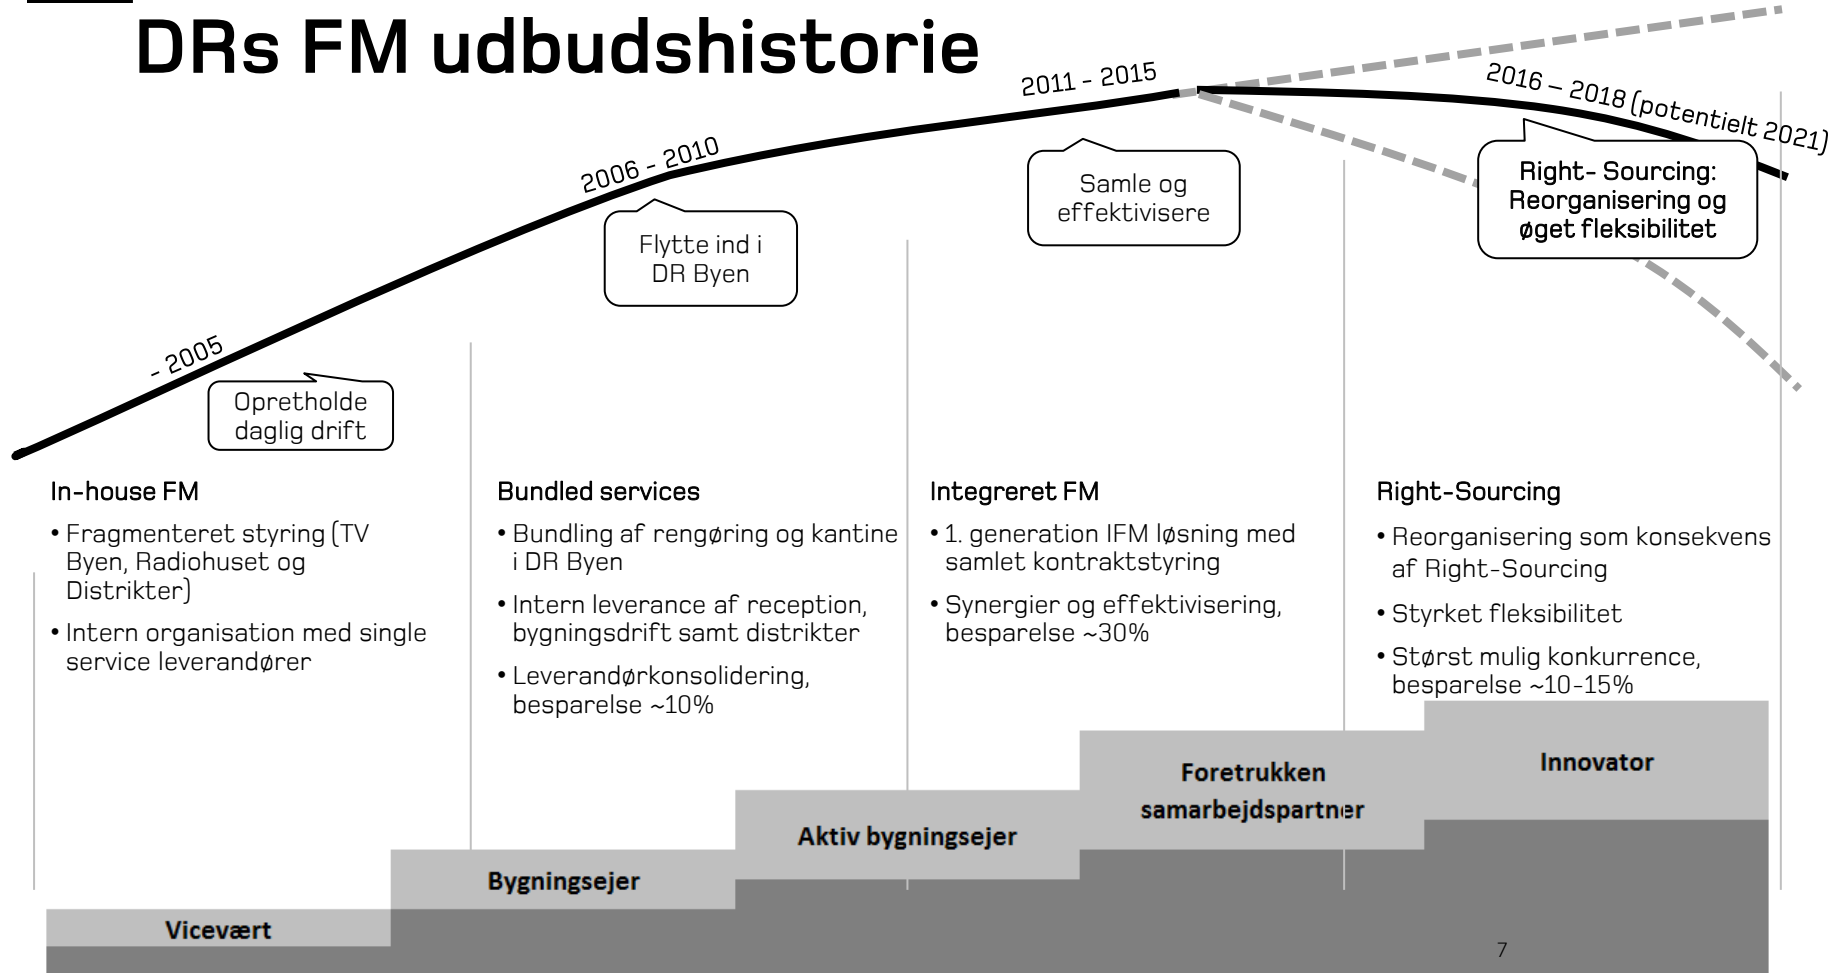 DRs FM udbudshistorie
- 2005
2006 - 2010
2011 - 2015
2016 – 2018 (potentielt 2021)
Opretholde
daglig drift
Flytte ind i
DR Byen
Samle og
effektivisere
Right- Sourcing:
Reorganisering og
øget fleksibilitet
In-house FM
• Fragmenteret styring (TV
Byen, Radiohuset og
Distrikter)
• Intern organisation med single
service leverandører
Bundled services
• Bundling af rengøring og kantine
i DR Byen
• Intern leverance af reception,
bygningsdrift samt distrikter
• Leverandørkonsolidering,
besparelse ~10%
Integreret FM
• 1. generation IFM løsning med
samlet kontraktstyring
• Synergier og effektivisering,
besparelse ~30%
Right-Sourcing
• Reorganisering som konsekvens
af Right-Sourcing
• Styrket fleksibilitet
• Størst mulig konkurrence,
besparelse ~10-15%
Vicevært
Bygningsejer
Aktiv bygningsejer
Foretrukken
samarbejdspartner
Innovator
7